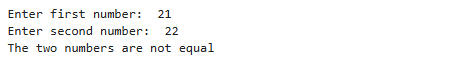 Enter first number:  21
Enter second number:  22
The two numbers are not equal